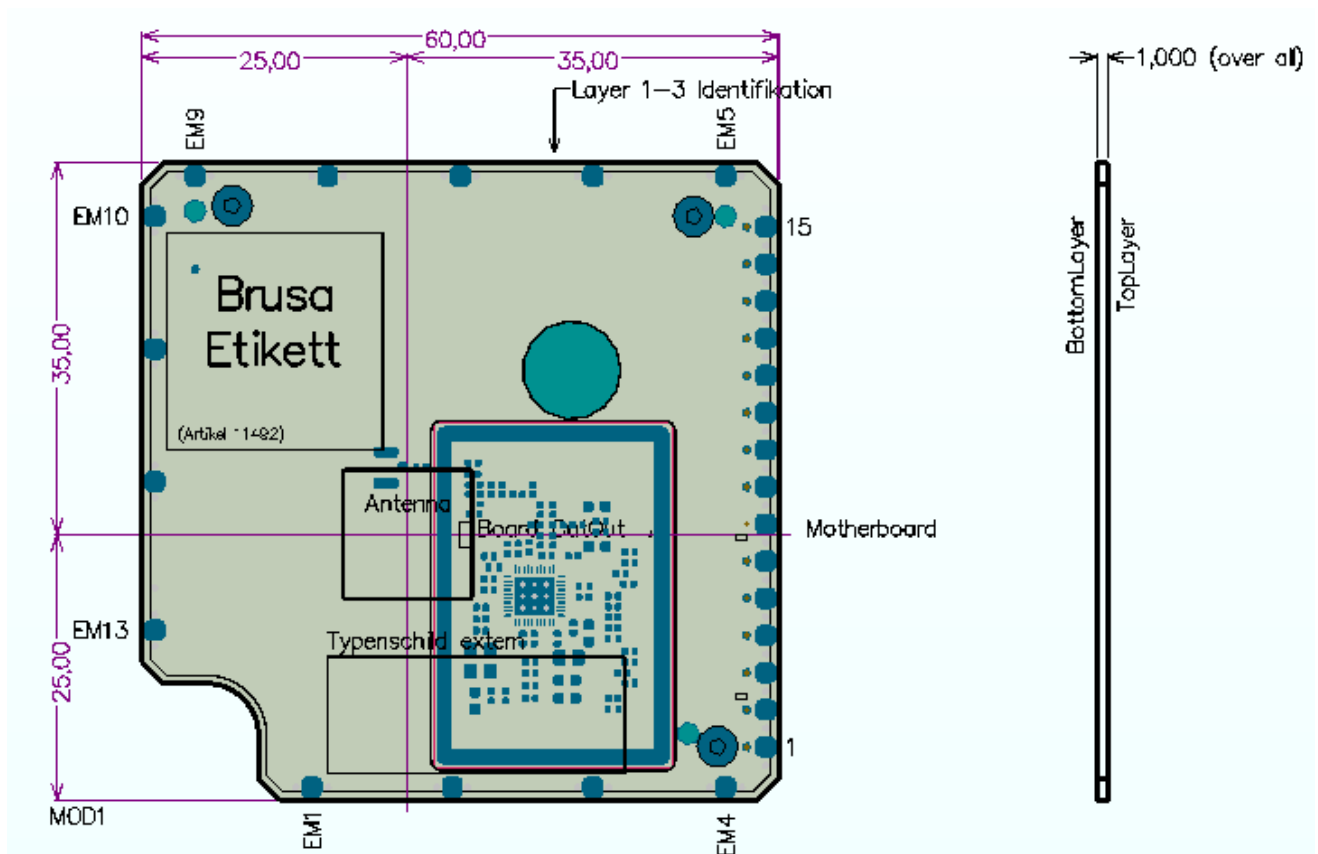 60,00
25,00
35,00
1,000 (over all)
Layer 1-3 Identifikation
EM9
EM5
EM10
15
Brusa
Etikett
35,00
BottomLayer
TopLayer
(Artikel 11482)
Antenna
Board CutOut
Motherboard
EM13
Typenschild extern
25,00
1
MOD1
EM1
EM4